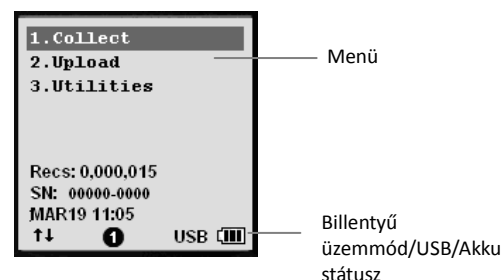 1.Collect
2.Upload
3.Utilities
Recs: 0,000,015
SN: 00000-0000
MAR19 11:05
↑↓ 1 USB
Menü
Billentyű
üzemmód/USB/Akku
státusz